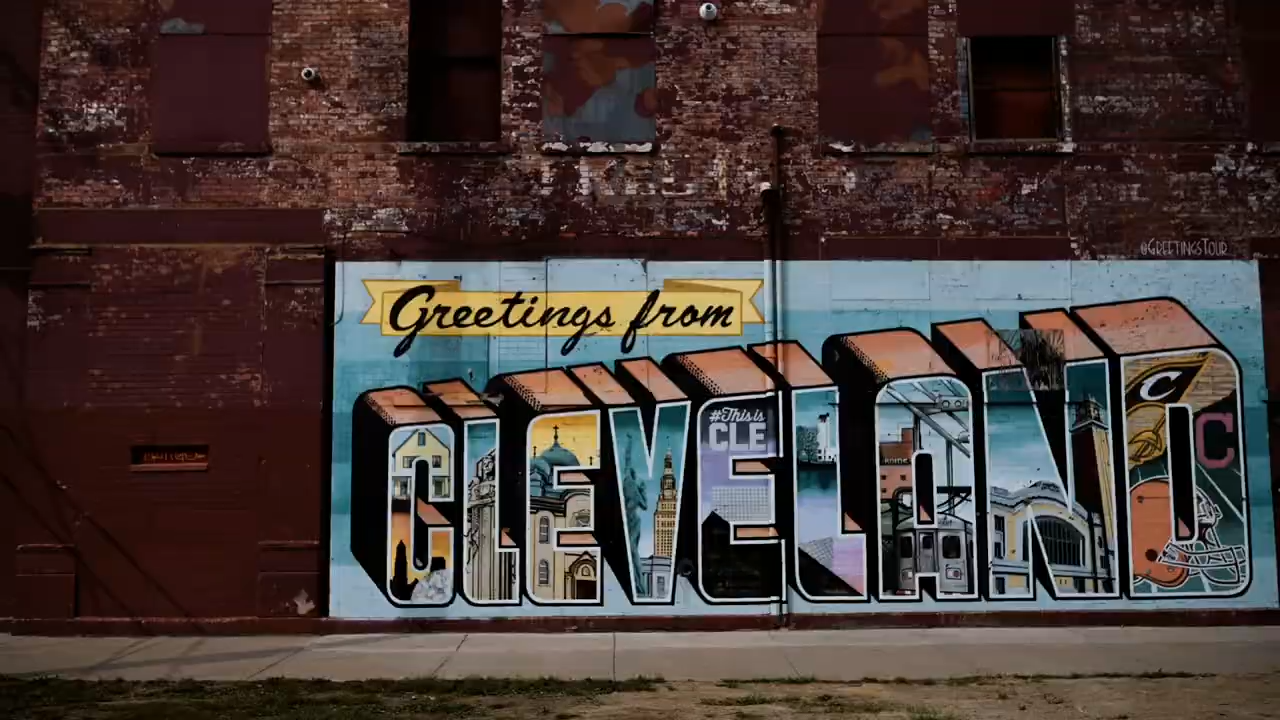 @GREETINGSTOUR
Greetings from
CLEVELAND
#This is
CLE
C
C